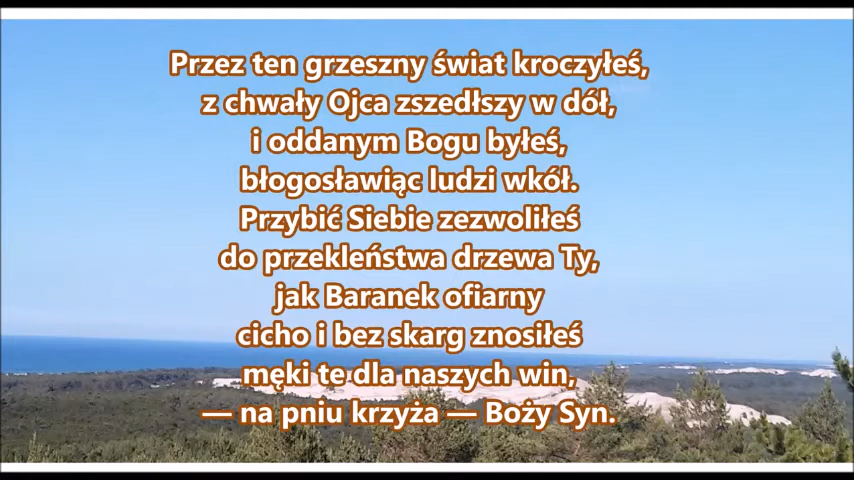 Przez ten grzeszny świat kroczyłeś,
z chwały Ojca zszedłszy w dół,
i oddanym Bogu byłeś,
błogosławiąc ludzi wkół.
Przybić Siebie zezwoliłeś
do przekleństwa drzewa Ty,
jak Baranek ofiarny
cicho i bez skarg znosiłeś
męki te dla naszych win,
— na pniu krzyża — Boży Syn.